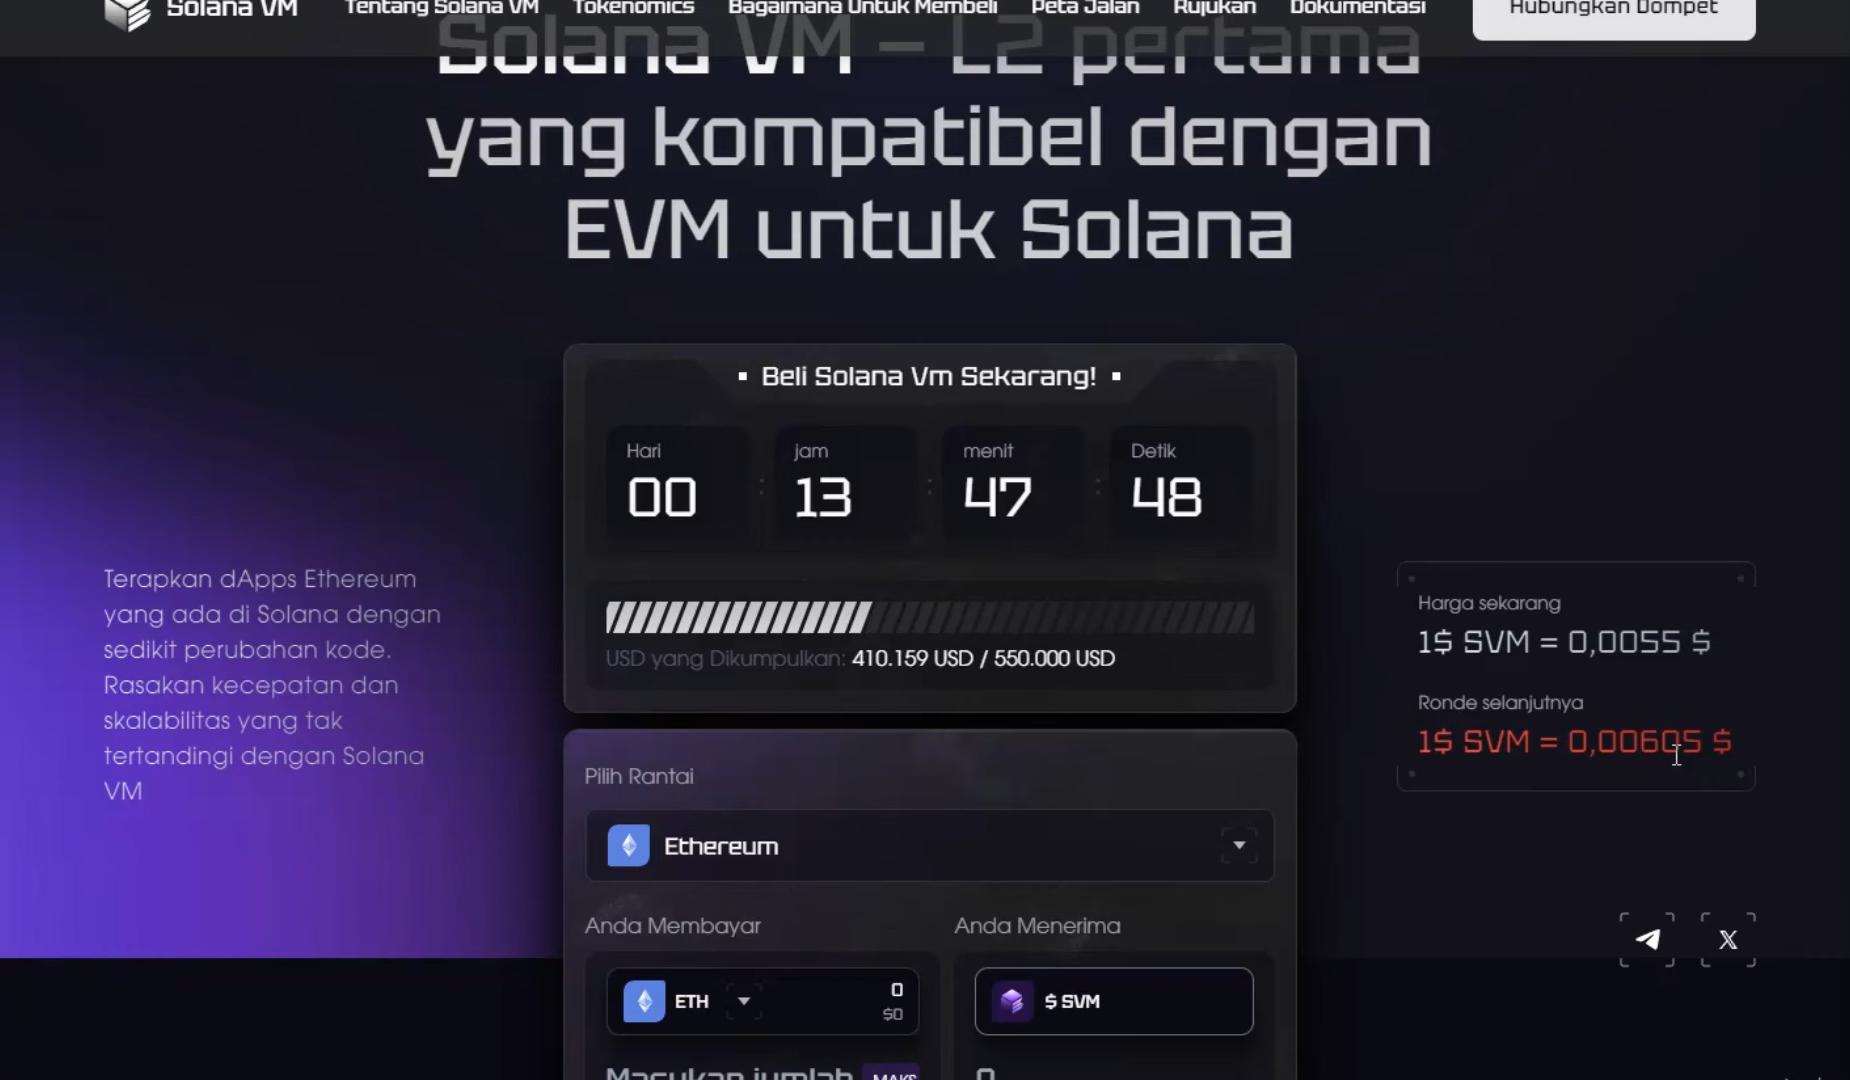 Solana VM
Tentang Solana VM
Tokenomics
Bagaimana Untuk Membeli
Peta Jalan
Rujukan
Dokumentasi
Hubungkan Dompet
Solana VM – L2 pertama
yang kompatibel dengan
EVM untuk Solana
Beli Solana Vm Sekarang!
Hari
jam
menit
Detik
00 : 13 : 47 : 48
USD yang Dikumpulkan: 410.159 USD / 550.000 USD
Terapkan dApps Ethereum
yang ada di Solana dengan
sedikit perubahan kode.
Rasakan kecepatan dan
skalabilitas yang tak
tertandingi dengan Solana
VM
Harga sekarang
1$ SVM = 0,0055 $
Ronde selanjutnya
1$ SVM = 0,00605 $
Pilih Rantai
Ethereum
Anda Membayar
ETH
0
$0
Masukan jumlah
MAKS
Anda Menerima
$ SVM
0